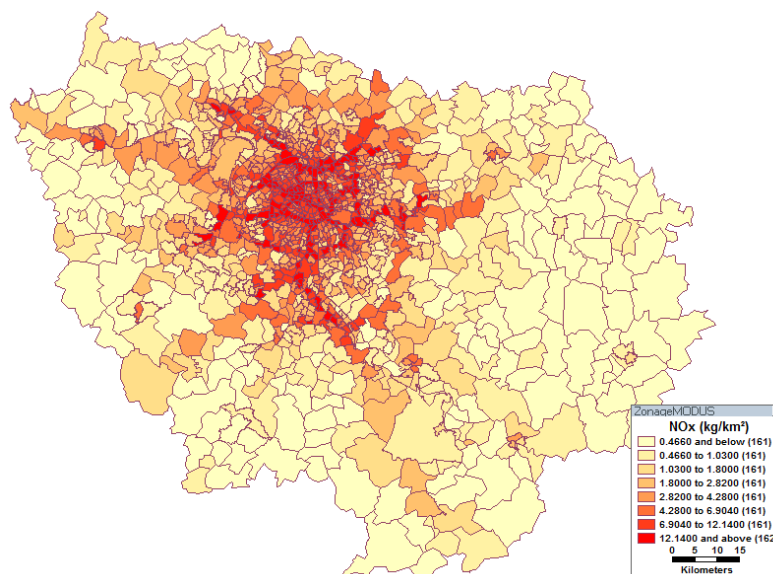 ZonageMODUS
NOx (kg/km²)
0.4660 and below (161)
0.4660 to 1.0300 (161)
1.0300 to 1.8000 (161)
1.8000 to 2.8200 (161)
2.8200 to 4.2800 (161)
4.2800 to 6.9040 (161)
6.9040 to 12.1400 (161)
12.1400 and above (162
0 5 10 15
Kilometers